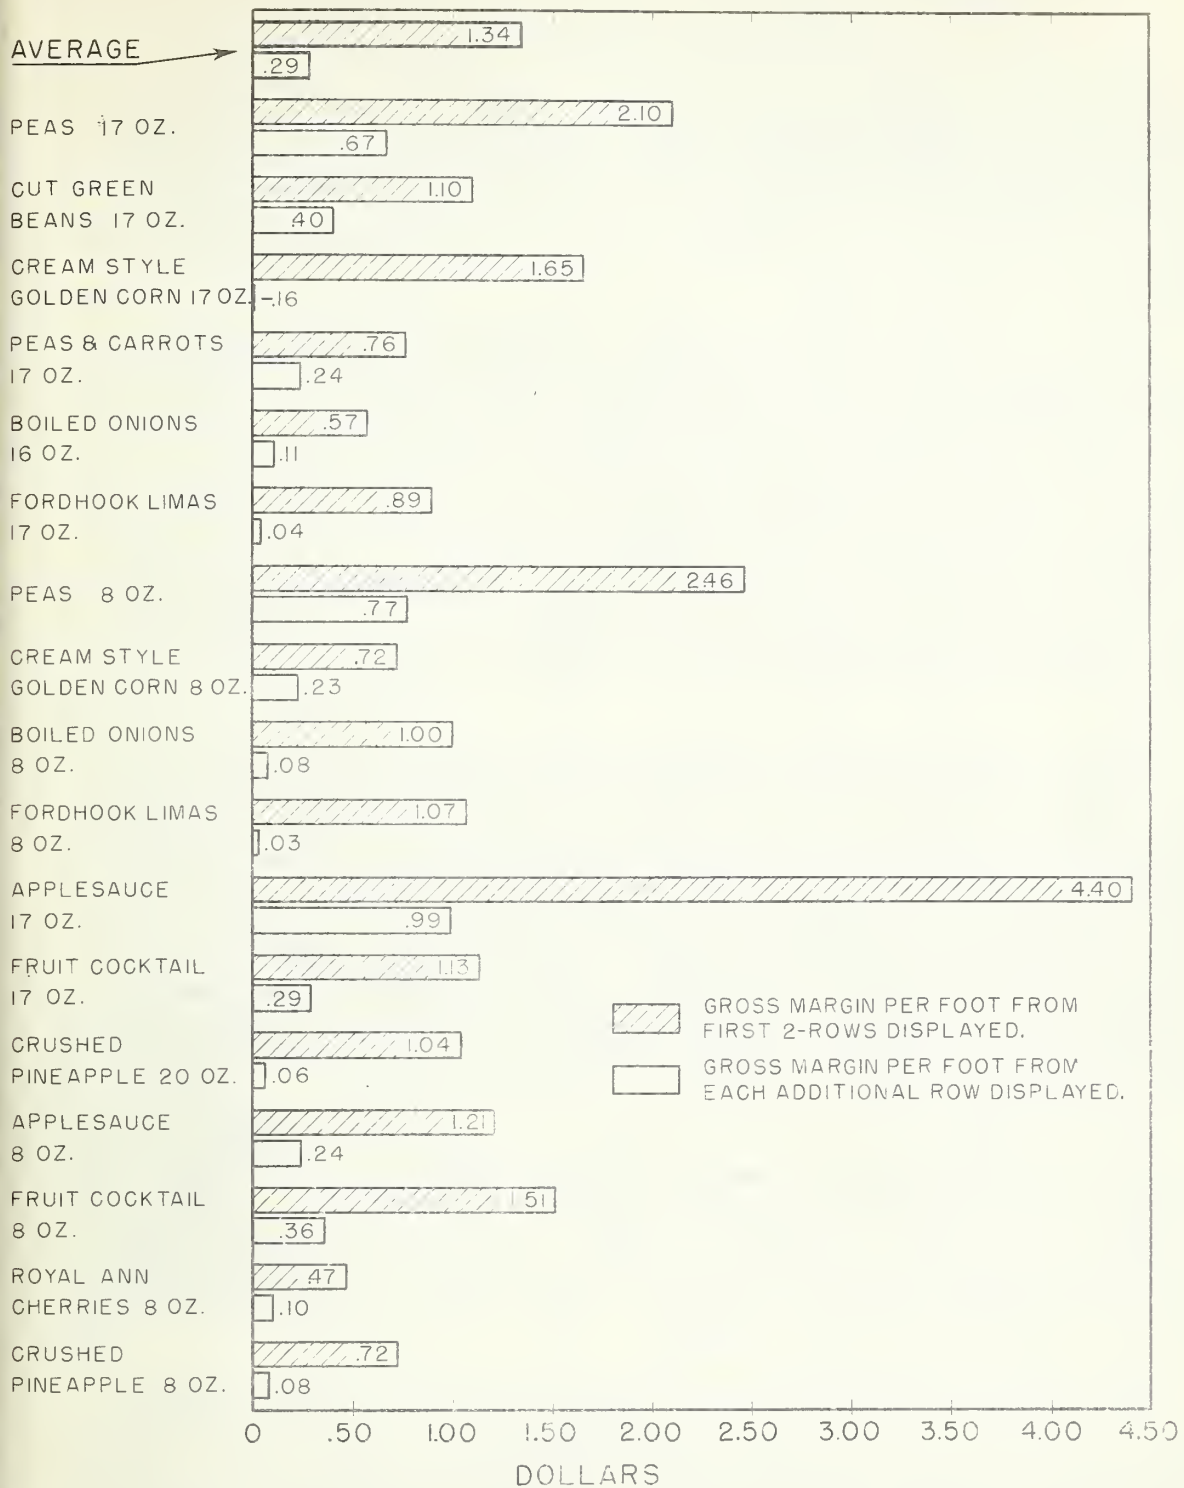 AVERAGE
1.34
.29
PEAS 17 OZ.
2.10
.67
CUT GREEN
BEANS 17 OZ.
1.10
.40
CREAM STYLE
GOLDEN CORN 17 OZ.
1.65
-.16
PEAS & CARROTS
17 OZ.
.76
.24
BOILED ONIONS
16 OZ.
.57
.11
FORDHOOK LIMAS
17 OZ.
.89
.04
PEAS 8 OZ.
2.46
.77
CREAM STYLE
GOLDEN CORN 8 OZ.
.72
.23
BOILED ONIONS
8 OZ.
1.00
.08
FORDHOOK LIMAS
8 OZ.
1.07
.03
APPLESAUCE
17 OZ.
4.40
.99
FRUIT COCKTAIL
17 OZ.
1.13
.29
CRUSHED
PINEAPPLE 20 OZ.
1.04
.06
APPLESAUCE
8 OZ.
1.21
.24
FRUIT COCKTAIL
8 OZ.
1.51
.36
ROYAL ANN
CHERRIES 8 OZ.
.47
.10
CRUSHED
PINEAPPLE 8 OZ.
.72
.08
GROSS MARGIN PER FOOT FROM
FIRST 2-ROWS DISPLAYED.
GROSS MARGIN PER FOOT FROM
EACH ADDITIONAL ROW DISPLAYED.
0 .50 1.00 1.50 2.00 2.50 3.00 3.50 4.00 4.50
DOLLARS